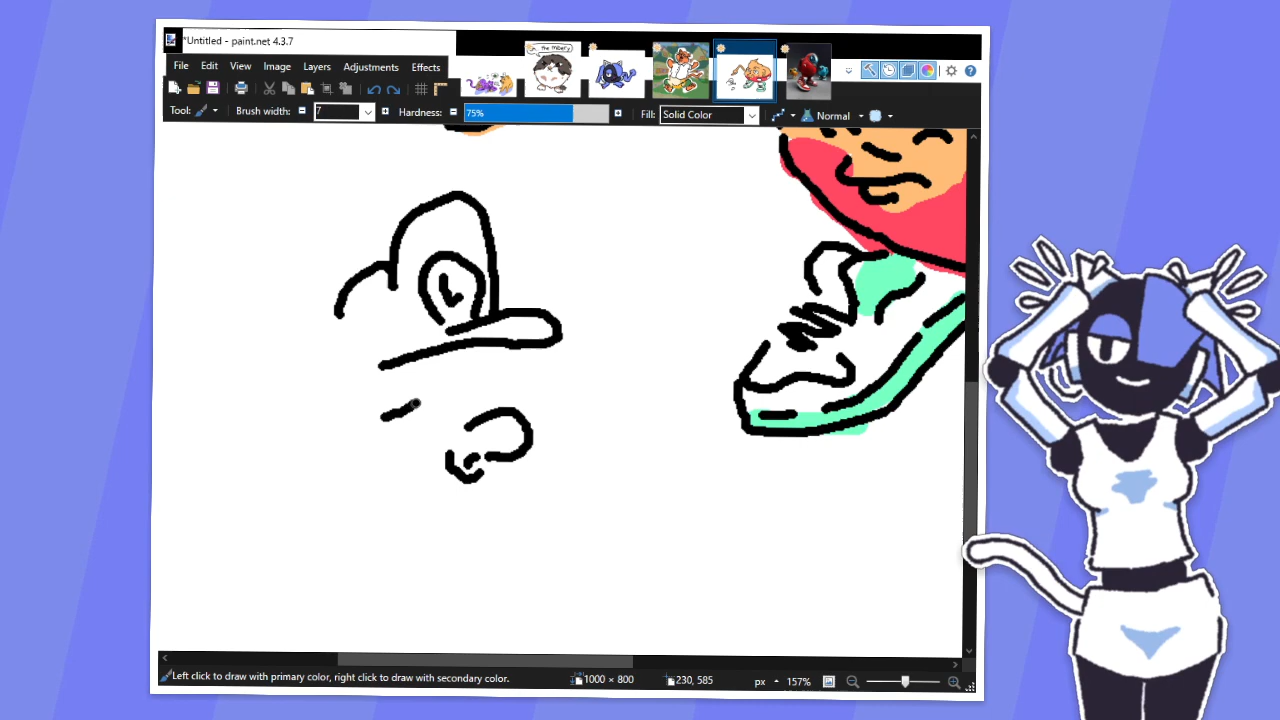 *Untitled - paint.net 4.3.7
the mibery
File Edit View Image Layers Adjustments Effects
Tool: Brush width: 7 Hardness: 75% Fill: Solid Color Normal
L
Left click to draw with primary color, right click to draw with secondary color. 1000 × 800 230, 585 px 157%